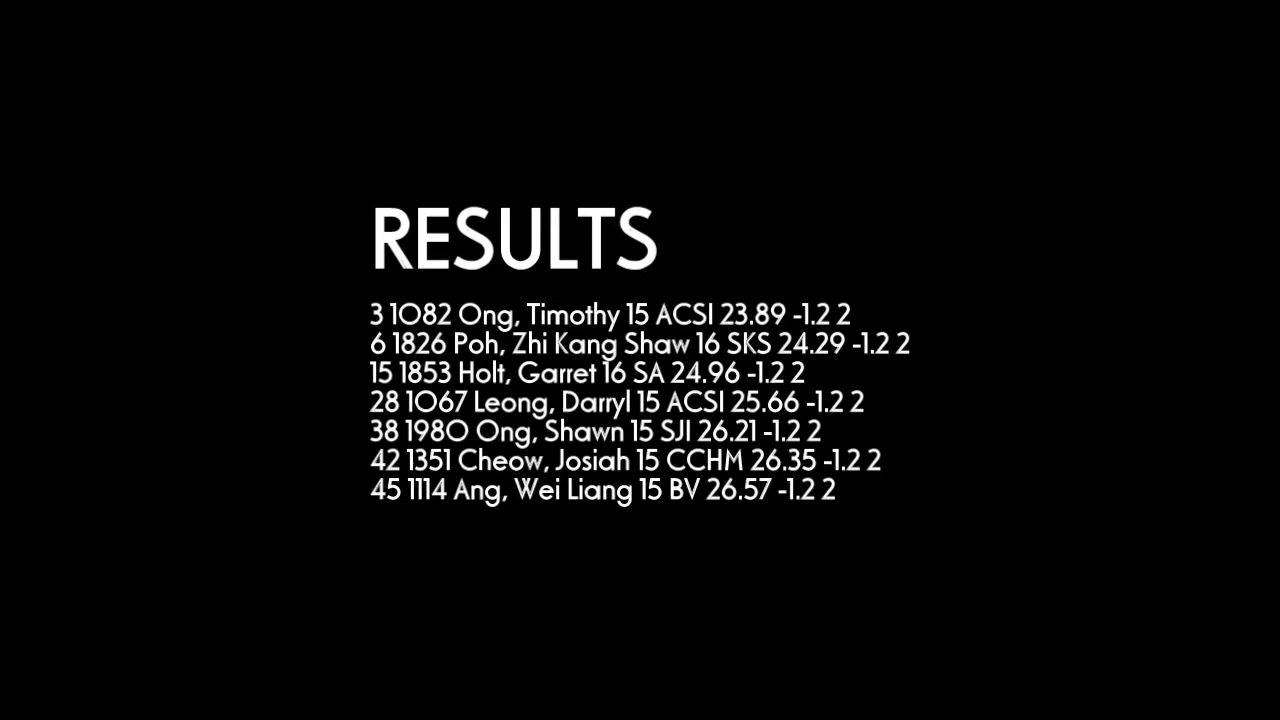 RESULTS
3 1082 Ong, Timothy 15 ACSI 23.89 -1.2 2
6 1826 Poh, Zhi Kang Shaw 16 SKS 24.29 -1.2 2
15 1853 Holt, Garret 16 SA 24.96 -1.2 2
28 1067 Leong, Darryl 15 ACSI 25.66 -1.2 2
38 1980 Ong, Shawn 15 SJI 26.21 -1.2 2
42 1351 Cheow, Josiah 15 CCHM 26.35 -1.2 2
45 1114 Ang, Wei Liang 15 BV 26.57 -1.2 2